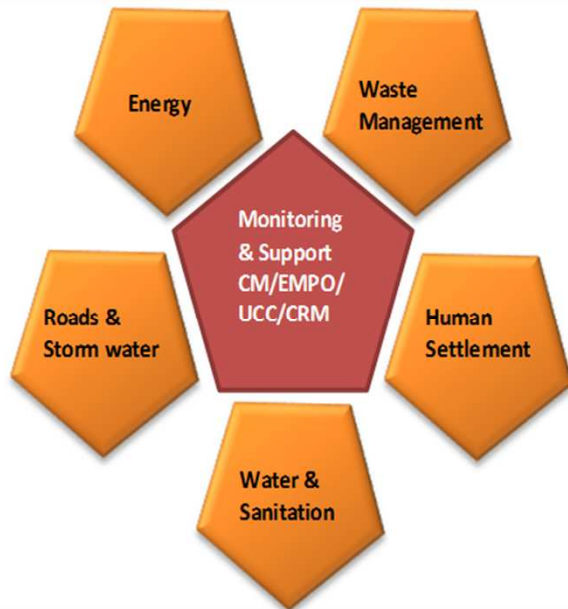 Energy
Waste
Management
Monitoring
& Support
CM/EMPO/
UCC/CRM
Roads &
Storm water
Human
Settlement
Water &
Sanitation